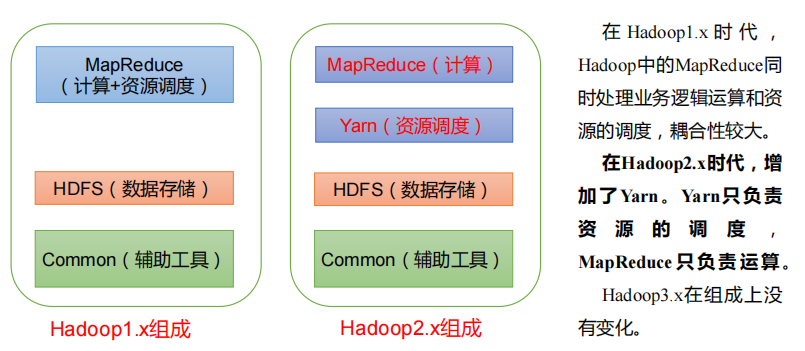 MapReduce
（计算+资源调度）
HDFS（数据存储）
Common（辅助工具）
Hadoop1.x组成
MapReduce（计算）
Yarn（资源调度）
HDFS（数据存储）
Common（辅助工具）
Hadoop2.x组成
在Hadoop1.x时代，
Hadoop中的MapReduce同
时处理业务逻辑运算和资
源的调度，耦合性较大。
在Hadoop2.x时代，增
加了Yarn。Yarn只负责
资源的调度，
MapReduce只负责运算。
Hadoop3.x在组成上没
有变化。